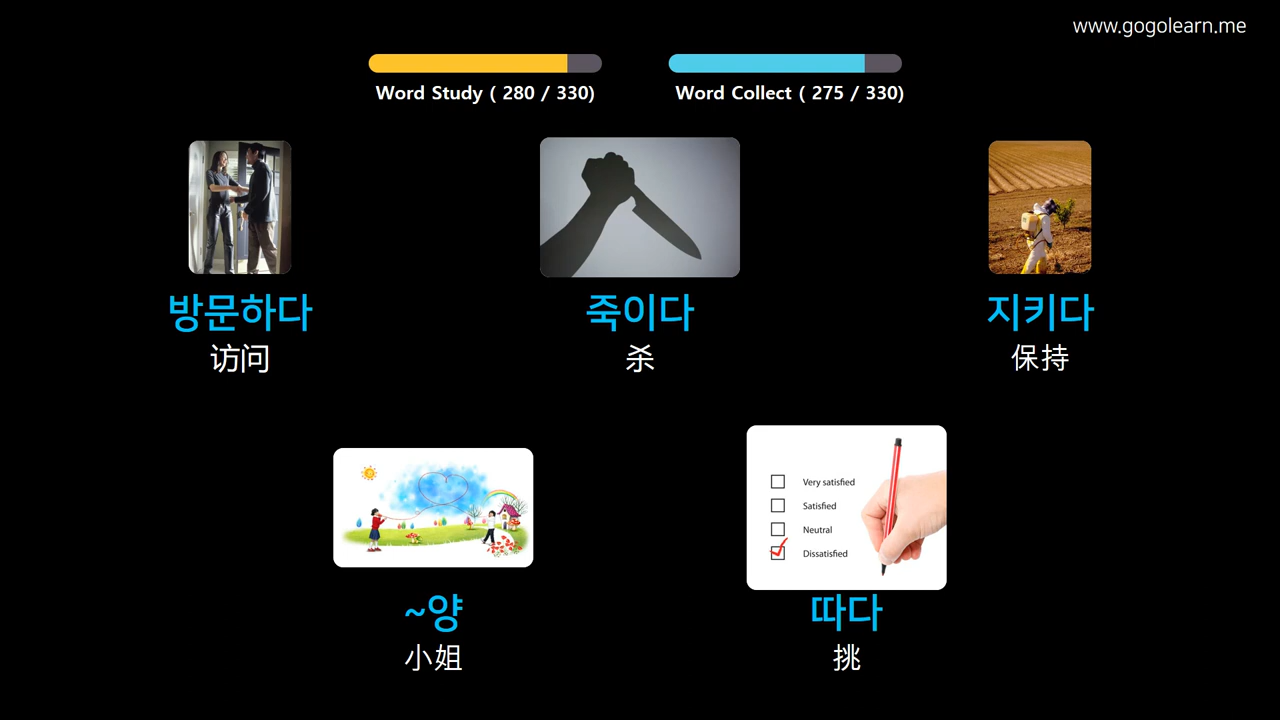 www.gogolearn.me
Word Study ( 280 / 330)
Word Collect ( 275 / 330)
방문하다
访问
죽이다
杀
지키다
保持
Very satisfied
Satisfied
Neutral
Dissatisfied
~양
小姐
따다
挑